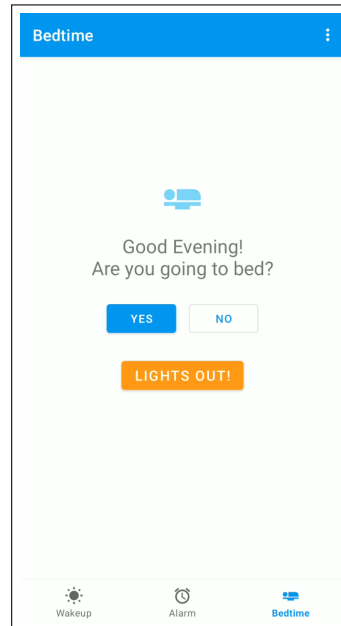 Bedtime
Good Evening!
Are you going to bed?
YES NO
LIGHTS OUT!
Wakeup Alarm Bedtime